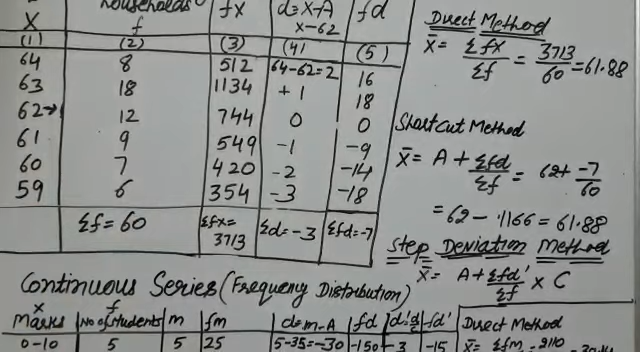 X households f fx d=X-A X-62 fd
(1) (2) (3) (4) (5)
64 8 512 64-62=2 16
63 18 1134 +1 18
62→ 12 744 0 0
61 9 549 -1 -9
60 7 420 -2 -14
59 6 354 -3 -18
Σf=60 Σfx=3713 Σd=-3 Σfd=-7
Direct Method
X̄ = Σfx/Σf = 3713/60 = 61.88
Shortcut Method
X̄ = A + Σfd/Σf = 62 + -7/60
= 62 - .1166 = 61.88
Step Deviation Method
X̄ = A + Σfd'/Σf × C
Continuous Series (Frequency Distribution)
X Marks f No of students m fm d=m-A fd fd'
0-10 5 5 25 5-35=-30 -150 -3 -15
Direct Method
X̄ = Σfm